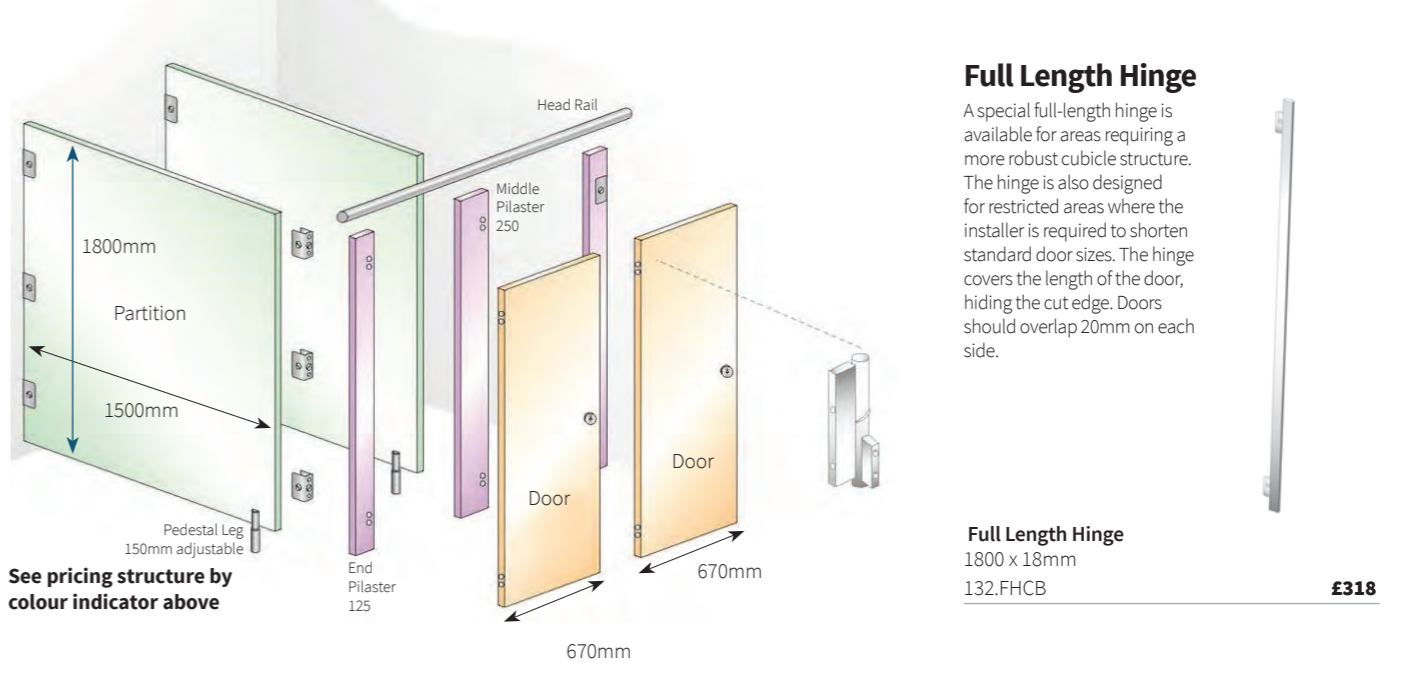 Head Rail
Middle
Pilaster
250
1800mm
Partition
1500mm
Door
Door
Pedestal Leg
150mm adjustable
End
Pilaster
125
670mm
670mm
See pricing structure by
colour indicator above
Full Length Hinge
A special full-length hinge is
available for areas requiring a
more robust cubicle structure.
The hinge is also designed
for restricted areas where the
installer is required to shorten
standard door sizes. The hinge
covers the length of the door,
hiding the cut edge. Doors
should overlap 20mm on each
side.
Full Length Hinge
1800 x 18mm
132.FHCB £318